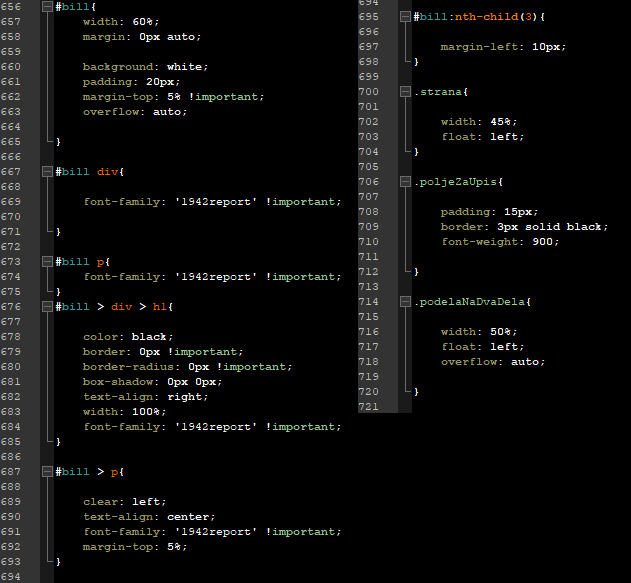 656 #bill{
657 width: 60%;
658 margin: 0px auto;
659
660 background: white;
661 padding: 20px;
662 margin-top: 5% !important;
663 overflow: auto;
664
665 }
666
667 #bill div{
668
669 font-family: '1942report' !important;
670
671 }
672
673 #bill p{
674 font-family: '1942report' !important;
675 }
676 #bill > div > h1{
677
678 color: black;
679 border: 0px !important;
680 border-radius: 0px !important;
681 box-shadow: 0px 0px;
682 text-align: right;
683 width: 100%;
684 font-family: '1942report' !important;
685 }
686
687 #bill > p{
688
689 clear: left;
690 text-align: center;
691 font-family: '1942report' !important;
692 margin-top: 5%;
693 }
694
694
695 #bill:nth-child(3){
696
697 margin-left: 10px;
698 }
699
700 .strana{
701
702 width: 45%;
703 float: left;
704 }
705
706 .poljeZaUpis{
707
708 padding: 15px;
709 border: 3px solid black;
710 font-weight: 900;
711
712 }
713
714 .podelaNaDvaDela{
715
716 width: 50%;
717 float: left;
718 overflow: auto;
719
720 }
721